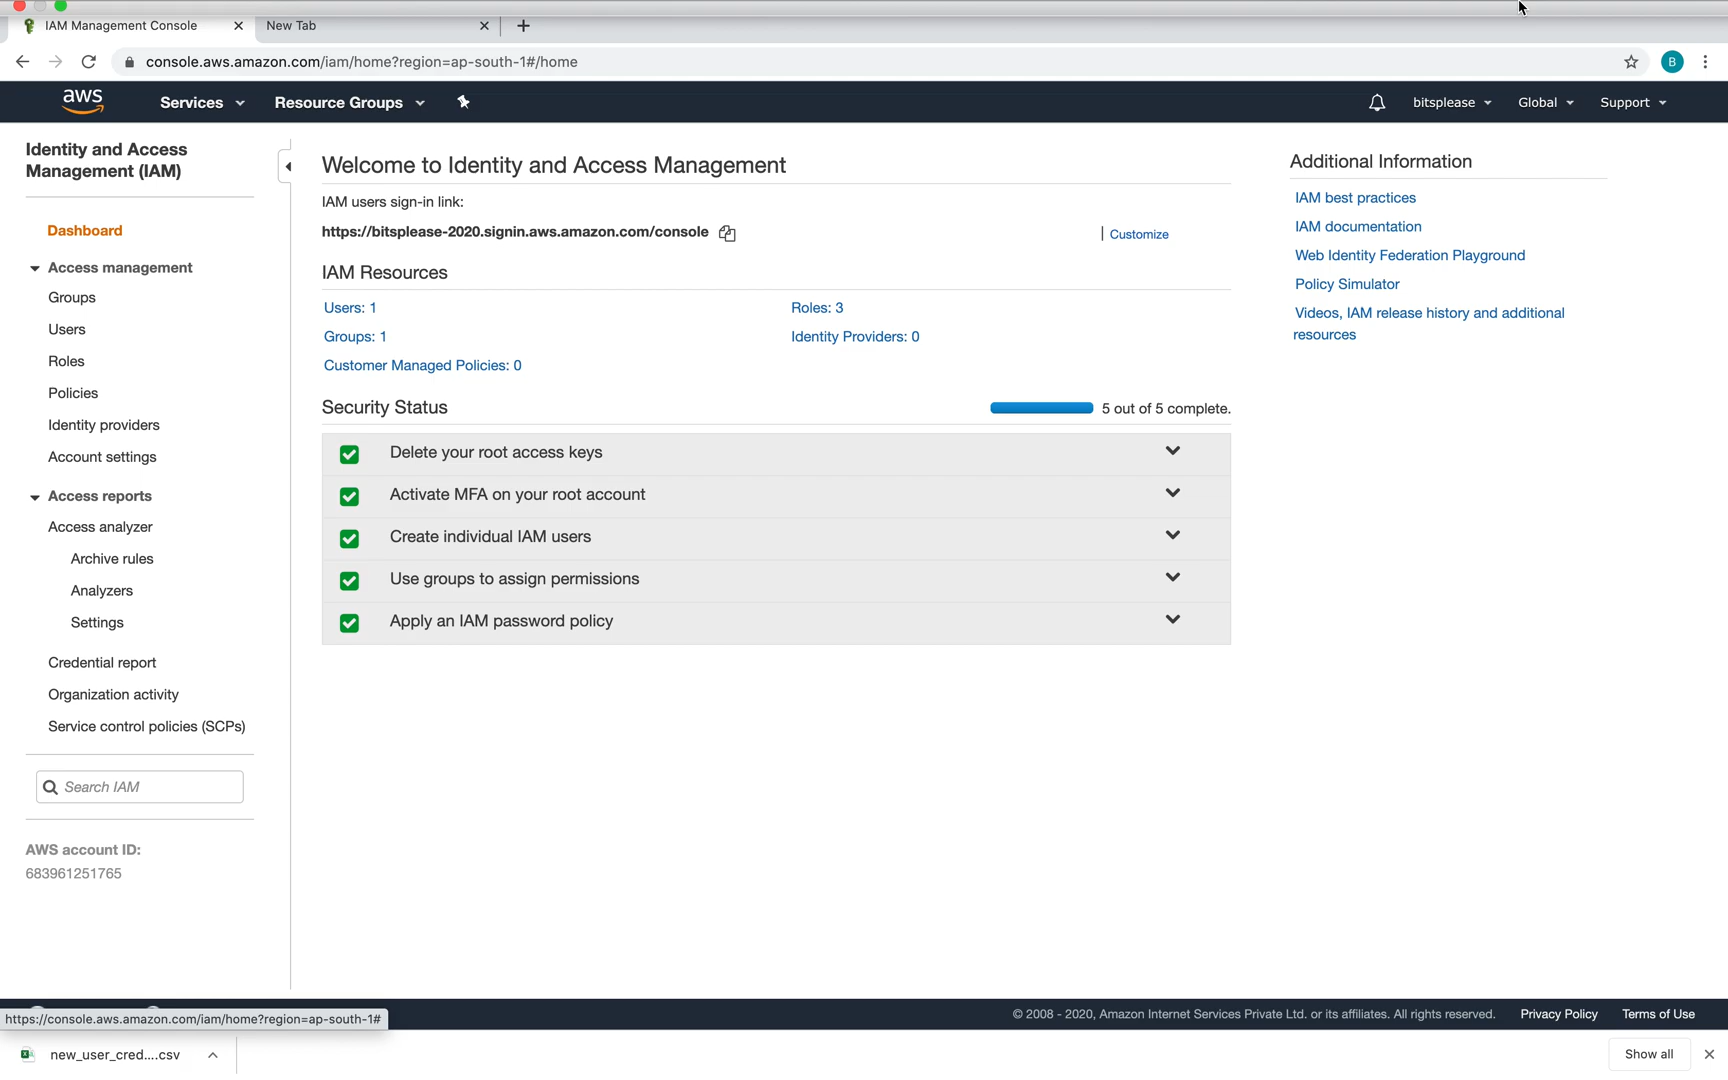 IAM Management Console
New Tab
console.aws.amazon.com/iam/home?region=ap-south-1#/home
B
aws
Services
Resource Groups
bitsplease
Global
Support
Identity and Access
Management (IAM)
Dashboard
Access management
Groups
Users
Roles
Policies
Identity providers
Account settings
Access reports
Access analyzer
Archive rules
Analyzers
Settings
Credential report
Organization activity
Service control policies (SCPs)
Search IAM
AWS account ID:
683961251765
Welcome to Identity and Access Management
IAM users sign-in link:
https://bitsplease-2020.signin.aws.amazon.com/console
Customize
IAM Resources
Users: 1
Roles: 3
Groups: 1
Identity Providers: 0
Customer Managed Policies: 0
Security Status
5 out of 5 complete.
Delete your root access keys
Activate MFA on your root account
Create individual IAM users
Use groups to assign permissions
Apply an IAM password policy
Additional Information
IAM best practices
IAM documentation
Web Identity Federation Playground
Policy Simulator
Videos, IAM release history and additional
resources
© 2008 - 2020, Amazon Internet Services Private Ltd. or its affiliates. All rights reserved.
Privacy Policy
Terms of Use
https://console.aws.amazon.com/iam/home?region=ap-south-1#
new_user_cred....csv
Show all